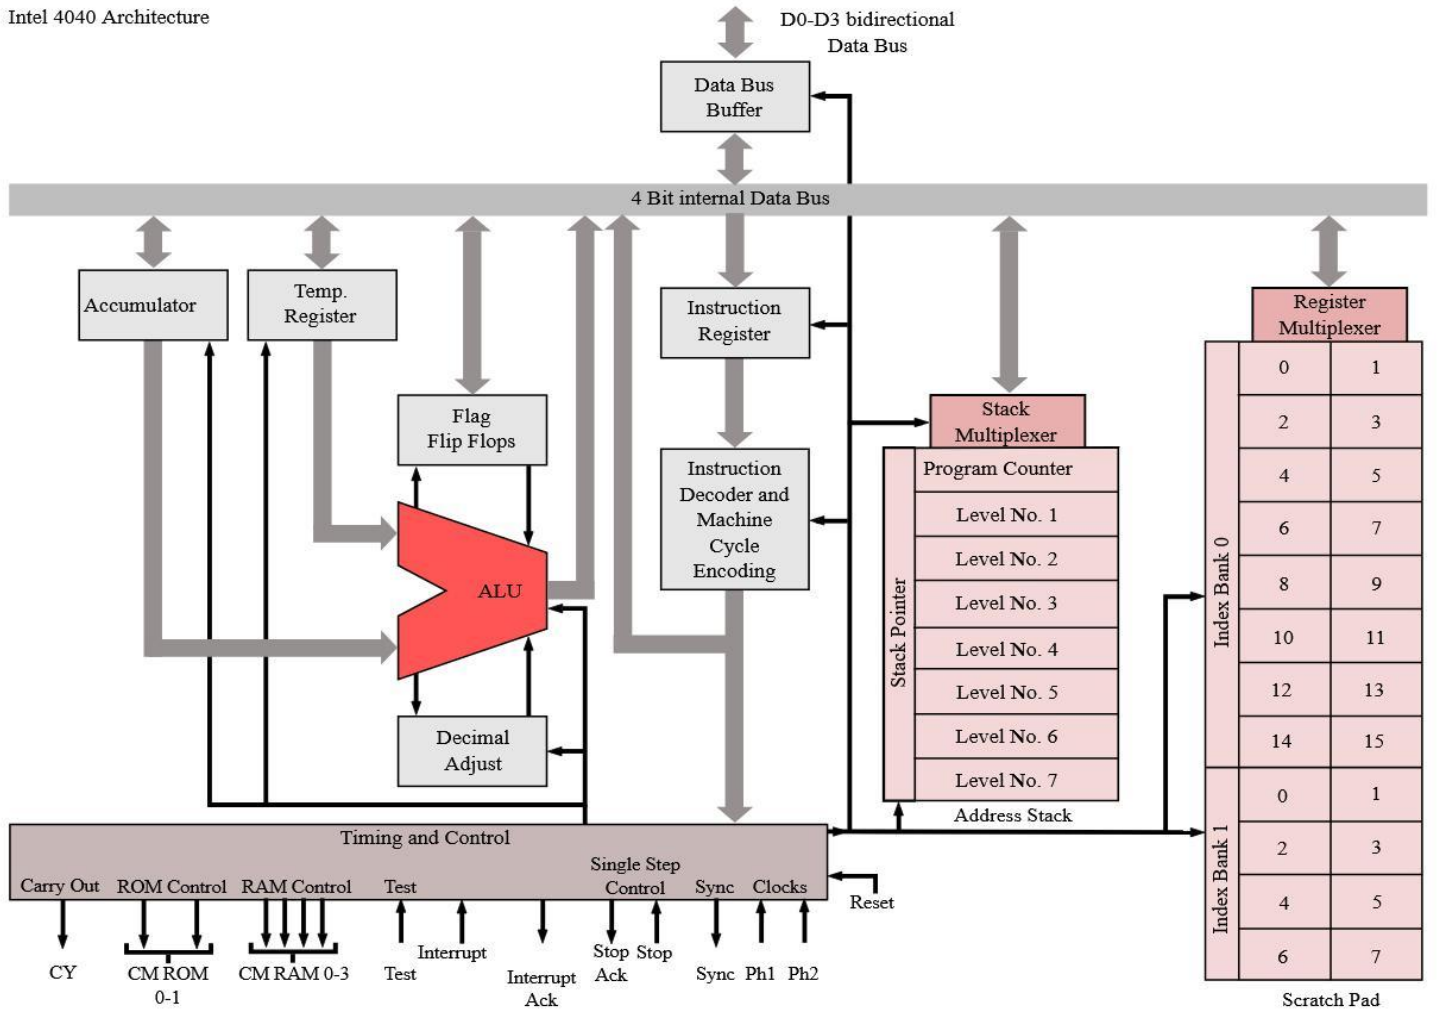 Intel 4040 Architecture
D0-D3 bidirectional
Data Bus
Data Bus
Buffer
4 Bit internal Data Bus
Accumulator
Temp.
Register
Instruction
Register
Register
Multiplexer
Flag
Flip Flops
Stack
Multiplexer
Instruction
Decoder and
Machine
Cycle
Encoding
ALU
Decimal
Adjust
Stack Pointer
Program Counter
Level No. 1
Level No. 2
Level No. 3
Level No. 4
Level No. 5
Level No. 6
Level No. 7
Address Stack
Index Bank 0
0 1
2 3
4 5
6 7
8 9
10 11
12 13
14 15
Index Bank 1
0 1
2 3
4 5
6 7
Scratch Pad
Timing and Control
Carry Out
ROM Control
RAM Control
Test
Single Step
Control
Sync
Clocks
Reset
CY
CM ROM
0-1
CM RAM 0-3
Test
Interrupt
Interrupt
Ack
Stop
Ack
Stop
Sync
Ph1
Ph2